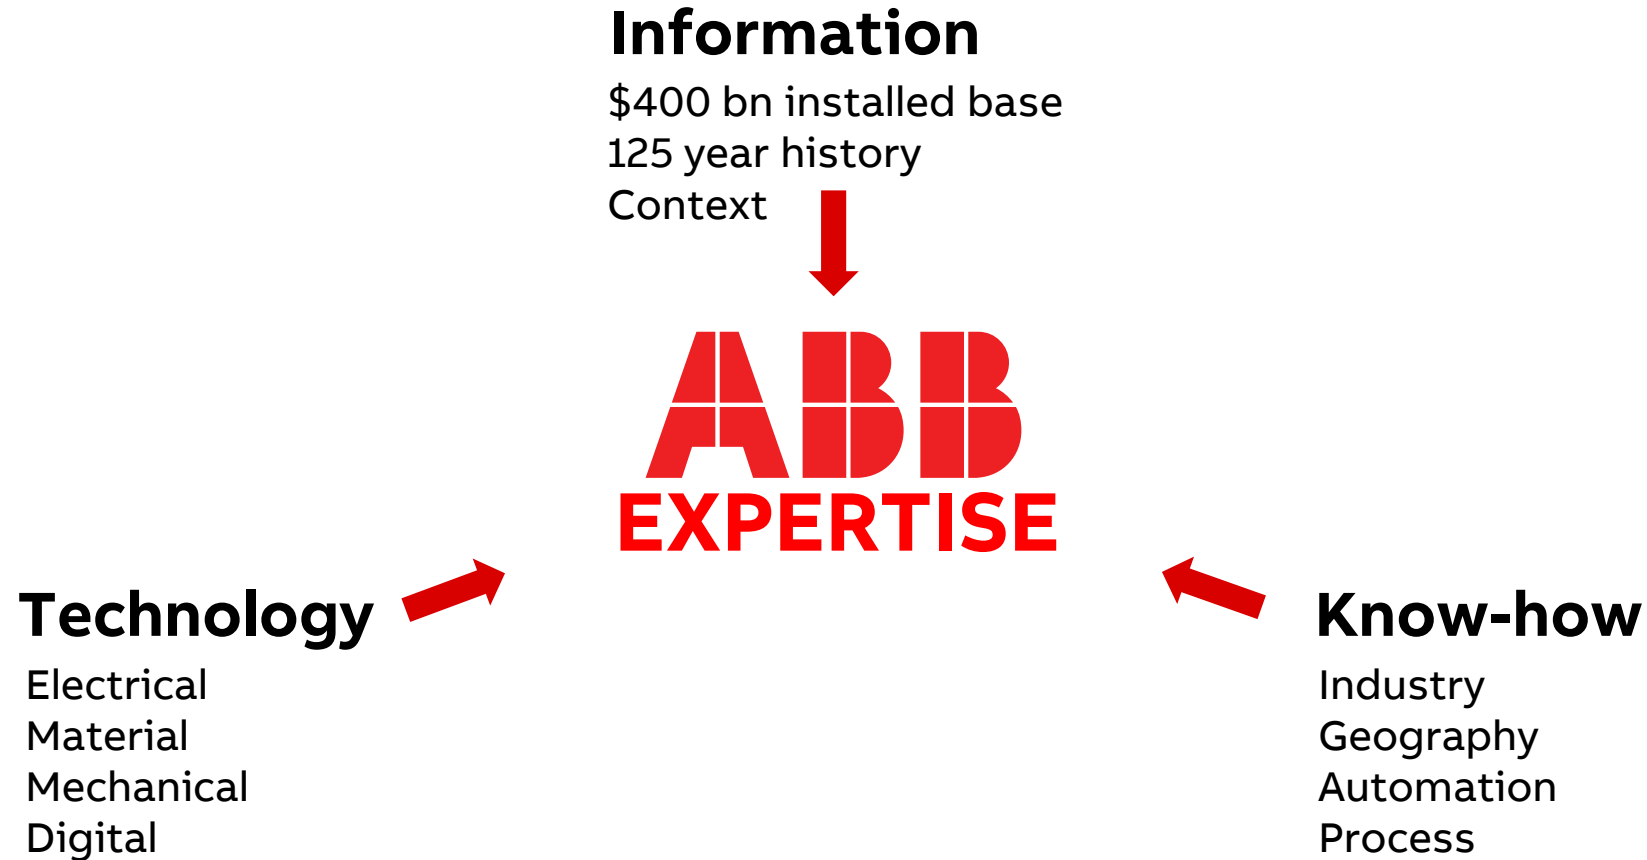 Information
$400 bn installed base
125 year history
Context
ABB
EXPERTISE
Technology
Electrical
Material
Mechanical
Digital
Know-how
Industry
Geography
Automation
Process